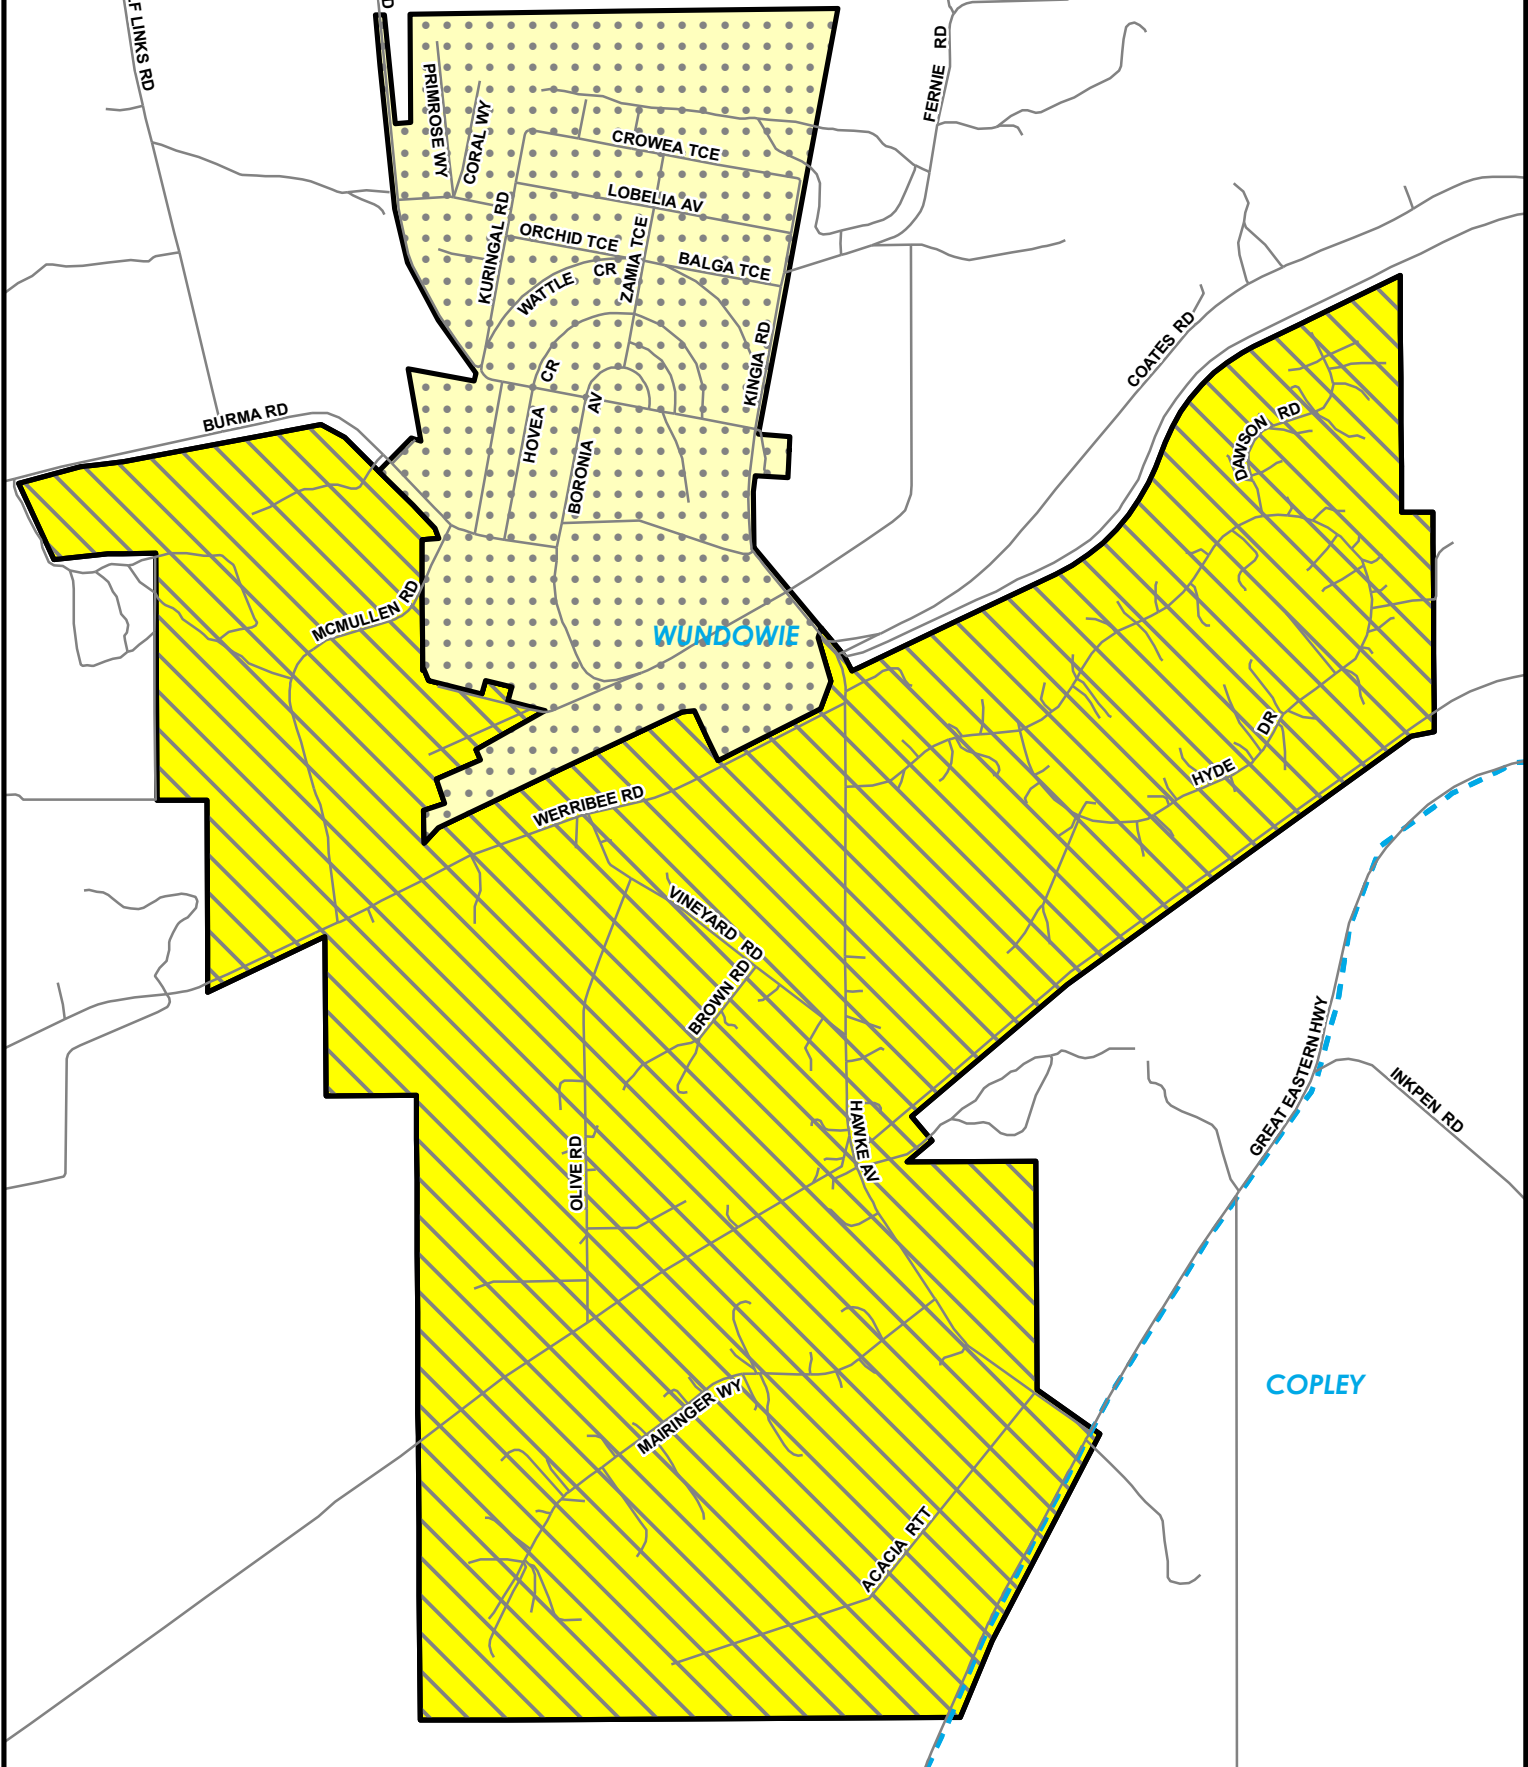 LINKS RD
PRIMROSE WY
CORAL WY
FERNIE RD
CROWEA TCE
LOBELIA AV
KURINGAL RD
ORCHID TCE
ZAMIA TCE
BALGA TCE
WATTLE CR
KINGIA RD
COATES RD
HOVEA CR
BORONIA AV
BURMA RD
DAWSON RD
MCMULLEN RD
WUNDOWIE
HYDE DR
WERRIBEE RD
VINEYARD RD
BROWN RD
GREAT EASTERN HWY
INKPEN RD
HAWKE AV
OLIVE RD
COPLEY
MAIRINGER WY
ACACIA RTT